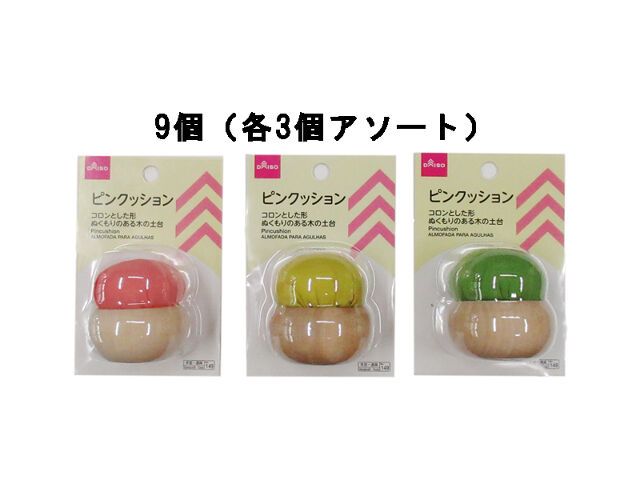 9個（各3個アソート）
DAISO
ピンクッション
コロンとした形
ぬくもりのある木の土台
Pincushion
ALMOFADA PARA AGULHAS
DAISO
ピンクッション
コロンとした形
ぬくもりのある木の土台
Pincushion
ALMOFADA PARA AGULHAS
DAISO
ピンクッション
コロンとした形
ぬくもりのある木の土台
Pincushion
ALMOFADA PARA AGULHAS